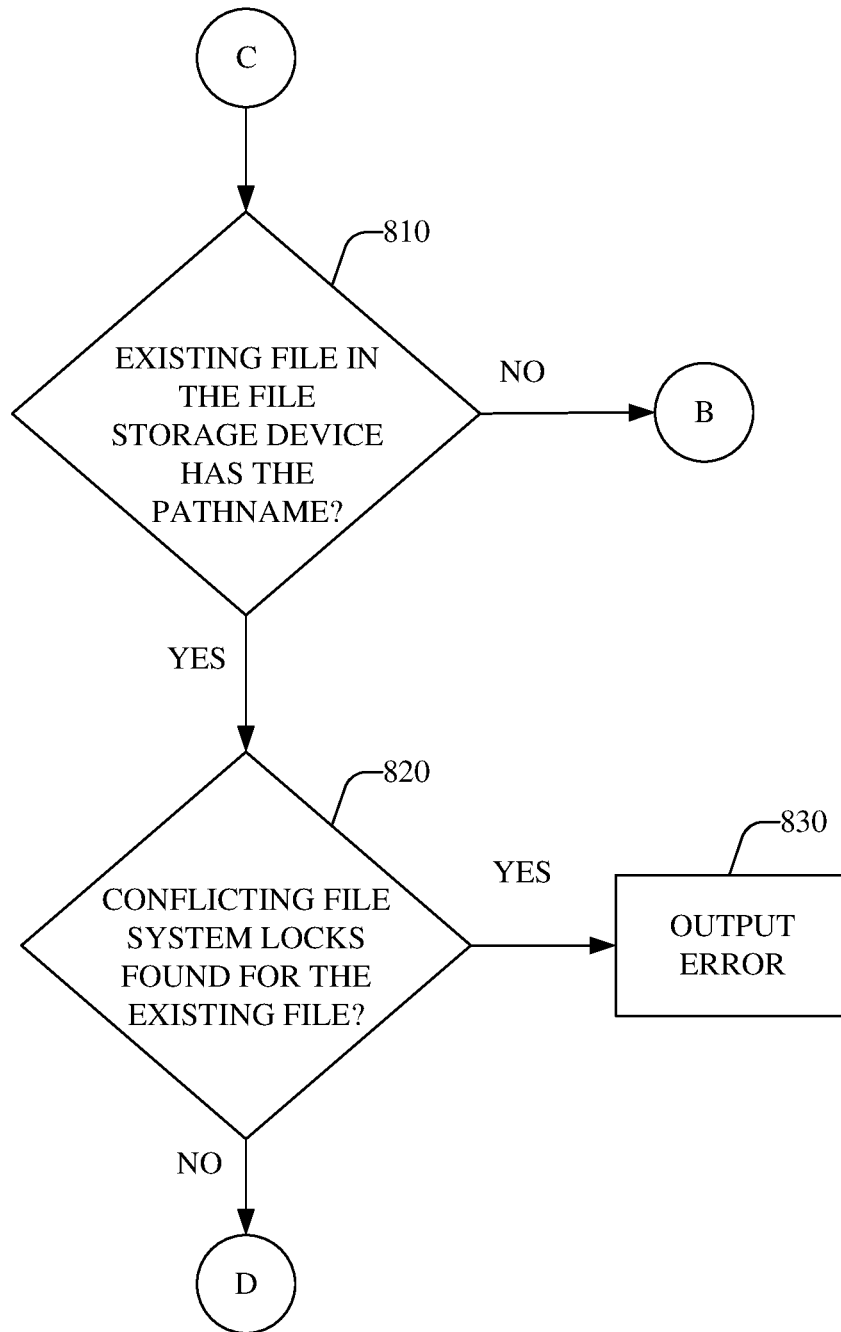 C
810
EXISTING FILE IN
THE FILE
STORAGE DEVICE
HAS THE
PATHNAME?
NO
B
YES
820
CONFLICTING FILE
SYSTEM LOCKS
FOUND FOR THE
EXISTING FILE?
YES
830
OUTPUT
ERROR
NO
D